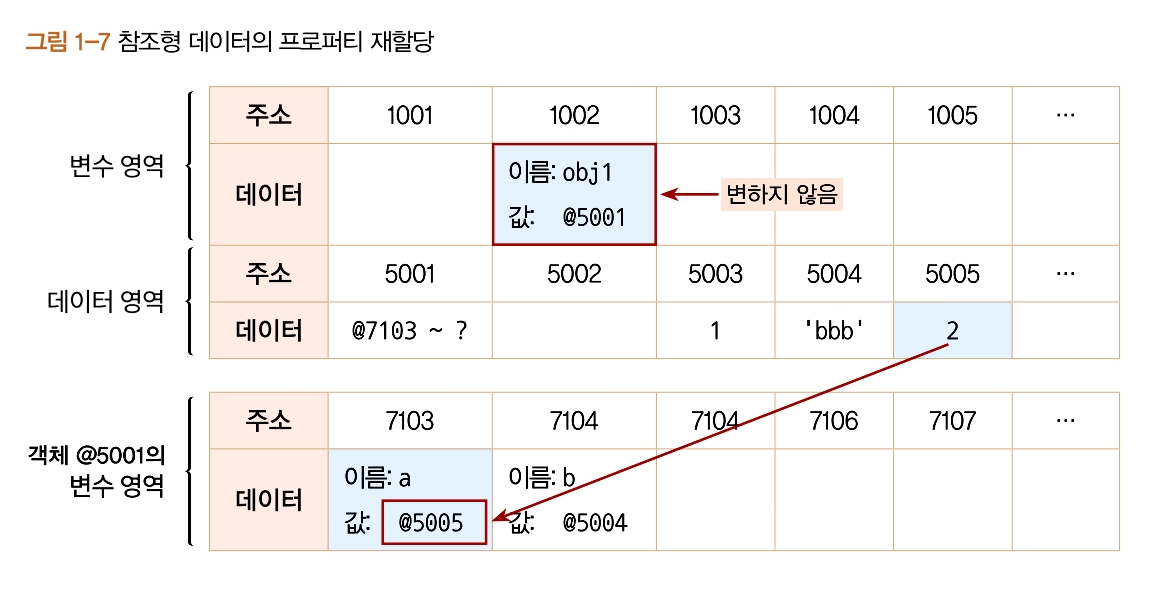 그림 1-7 참조형 데이터의 프로퍼티 재할당
변수 영역
주소 1001 1002 1003 1004 1005 ···
데이터
이름: obj1
값: @5001
변하지 않음
데이터 영역
주소 5001 5002 5003 5004 5005 ···
데이터 @7103 ~ ? 1 'bbb' 2
객체 @5001의
변수 영역
주소 7103 7104 7104 7106 7107 ···
데이터
이름: a 이름: b
값: @5005 값: @5004